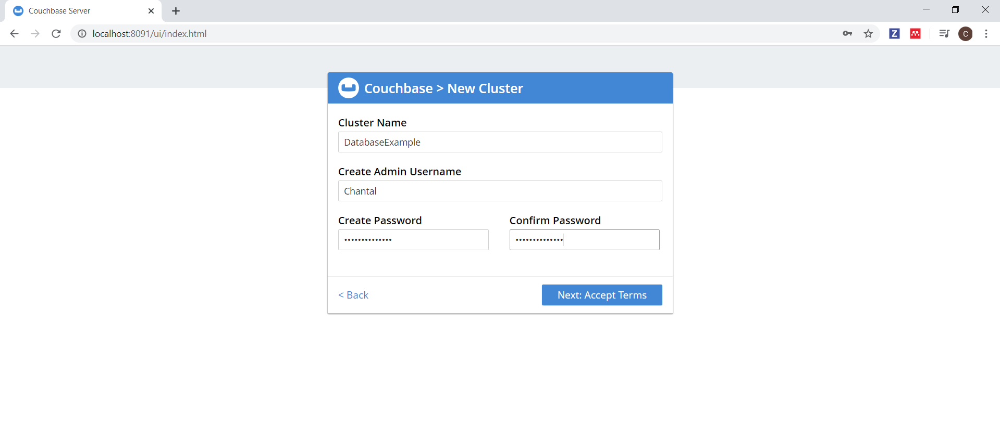 Couchbase Server
localhost:8091/ui/index.html
Z
C
Couchbase > New Cluster
Cluster Name
DatabaseExample
Create Admin Username
Chantal
Create Password Confirm Password
•••••••••••••• ••••••••••••••
< Back Next: Accept Terms